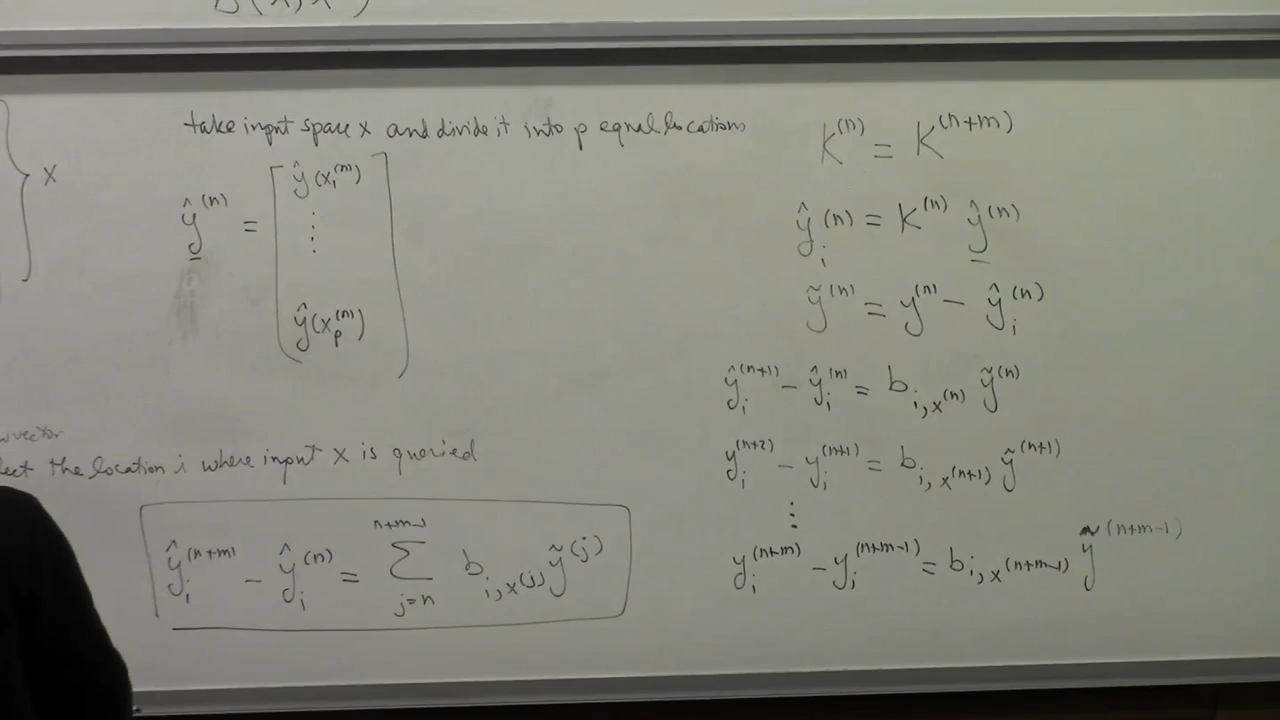 B(x,x
take input space x and divide it into p equal locations
} x
ŷ^(n) = [ ŷ(x₁^(n))
⋮
ŷ(x_p^(n)) ]
the location i where input x is queried
ŷ_i^(n+m) - ŷ_i^(n) = Σ_{j=n}^{n+m-1} b_{i,x^(j)} ỹ^(j)
K^(n) = K^(n+m)
ŷ_i^(n) = K^(n) ŷ^(n)
ỹ^(n) = y^(n) - ŷ_i^(n)
ŷ_i^(n+1) - ŷ_i^(n) = b_{i,x^(n)} ỹ^(n)
y_i^(n+2) - y_i^(n+1) = b_{i,x^(n+1)} ỹ^(n+1)
⋮
y_i^(n+m) - y_i^(n+m-1) = b_{i,x^(n+m-1)} ỹ^(n+m-1)